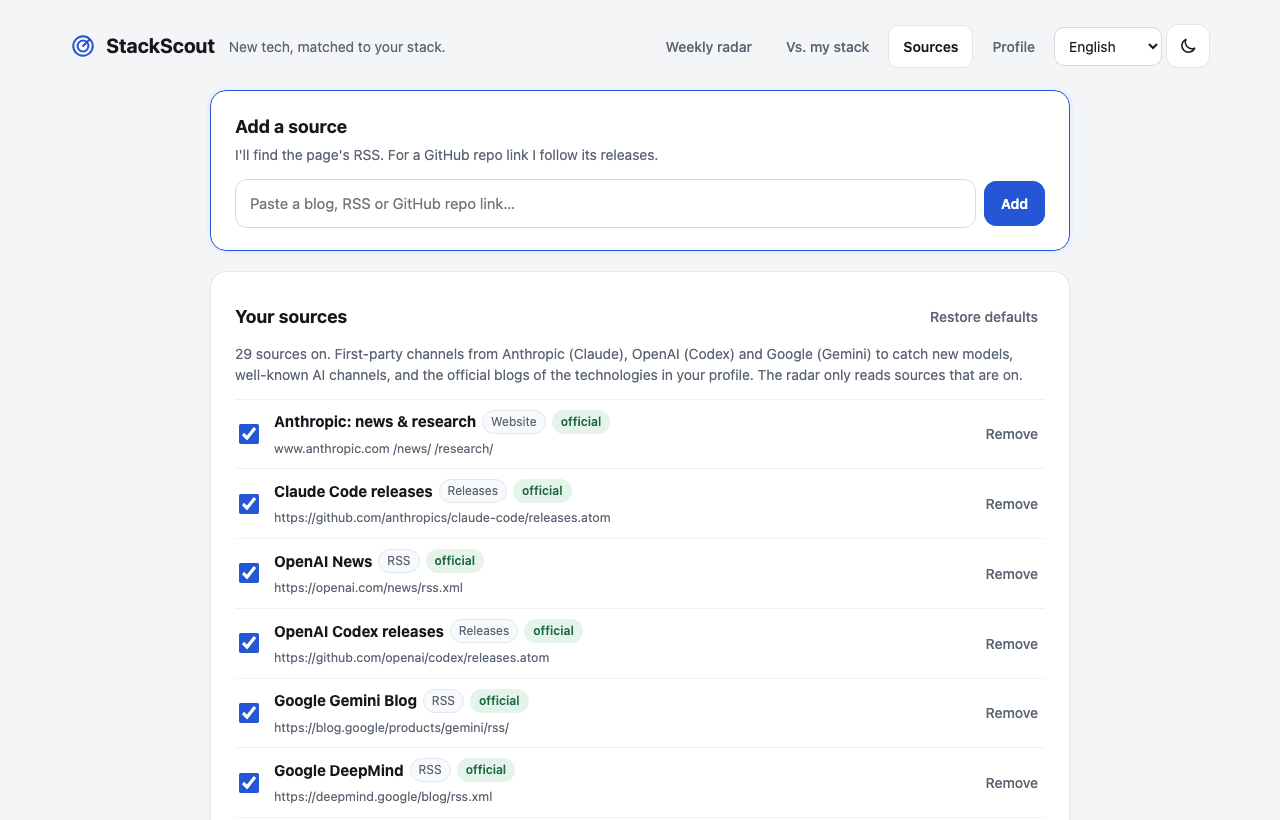 StackScout
New tech, matched to your stack.
Weekly radar
Vs. my stack
Sources
Profile
English
Add a source
I'll find the page's RSS. For a GitHub repo link I follow its releases.
Paste a blog, RSS or GitHub repo link...
Add
Your sources
Restore defaults
29 sources on. First-party channels from Anthropic (Claude), OpenAI (Codex) and Google (Gemini) to catch new models,
well-known AI channels, and the official blogs of the technologies in your profile. The radar only reads sources that are on.
Anthropic: news & research Website official
www.anthropic.com /news/ /research/
Remove
Claude Code releases Releases official
https://github.com/anthropics/claude-code/releases.atom
Remove
OpenAI News RSS official
https://openai.com/news/rss.xml
Remove
OpenAI Codex releases Releases official
https://github.com/openai/codex/releases.atom
Remove
Google Gemini Blog RSS official
https://blog.google/products/gemini/rss/
Remove
Google DeepMind RSS official
https://deepmind.google/blog/rss.xml
Remove